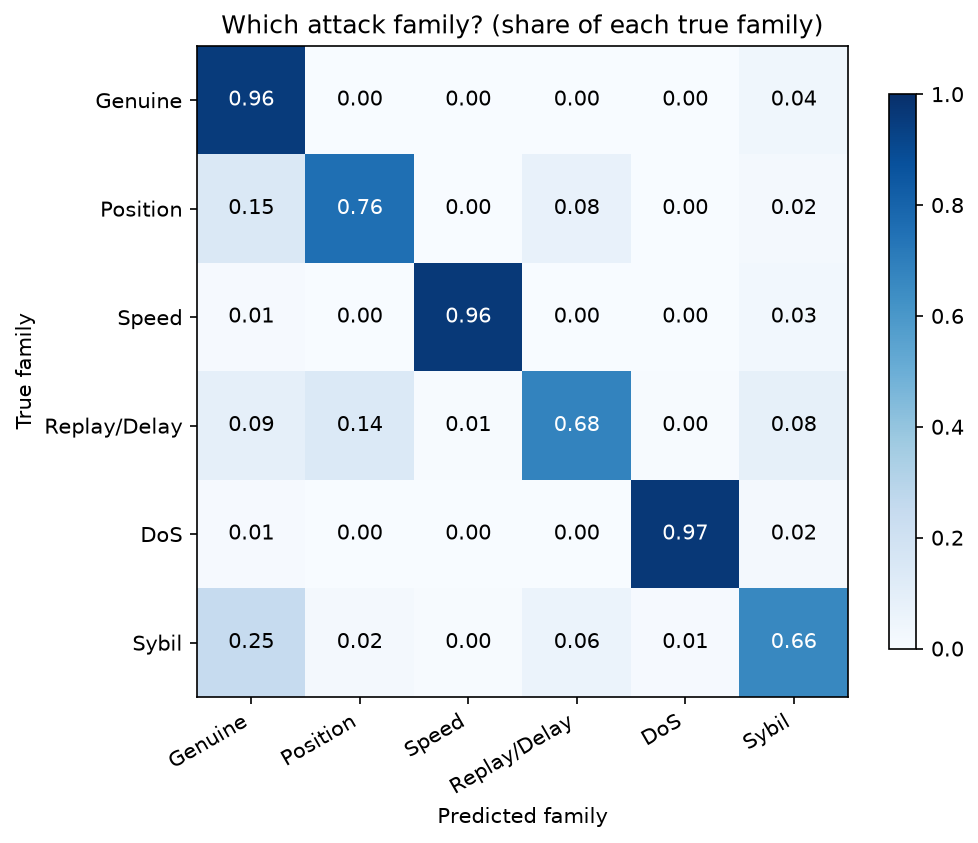 Which attack family? (share of each true family)
Genuine 0.96 0.00 0.00 0.00 0.00 0.04
Position 0.15 0.76 0.00 0.08 0.00 0.02
Speed 0.01 0.00 0.96 0.00 0.00 0.03
Replay/Delay 0.09 0.14 0.01 0.68 0.00 0.08
DoS 0.01 0.00 0.00 0.00 0.97 0.02
Sybil 0.25 0.02 0.00 0.06 0.01 0.66
True family
Genuine Position Speed Replay/Delay DoS Sybil
Predicted family
1.0
0.8
0.6
0.4
0.2
0.0